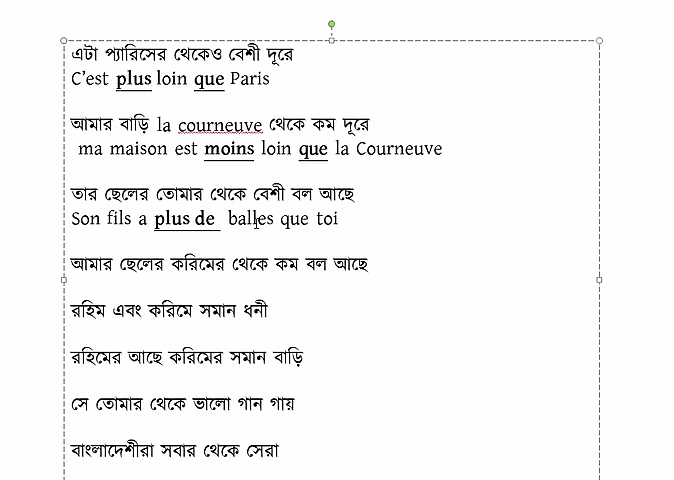 এটা প্যারিসের থেকেও বেশী দূরে
C'est plus loin que Paris
আমার বাড়ি la courneuve থেকে কম দূরে
ma maison est moins loin que la Courneuve
তার ছেলের তোমার থেকে বেশী বল আছে
Son fils a plus de balles que toi
আমার ছেলের করিমের থেকে কম বল আছে
রহিম এবং করিমে সমান ধনী
রহিমের আছে করিমের সমান বাড়ি
সে তোমার থেকে ভালো গান গায়
বাংলাদেশীরা সবার থেকে সেরা